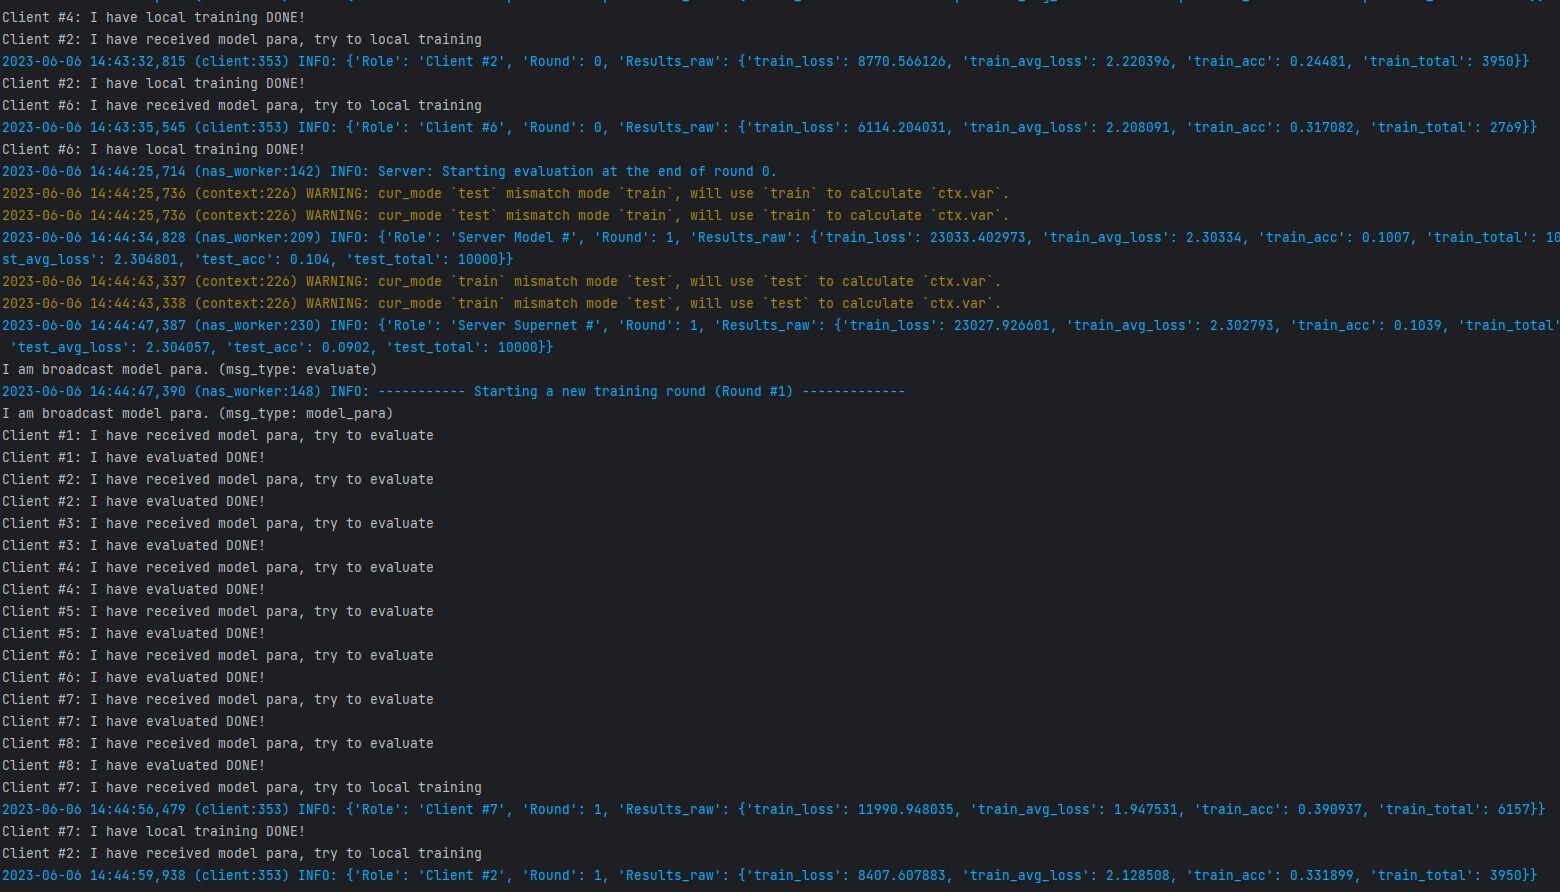 Client #4: I have local training DONE!
Client #2: I have received model para, try to local training
2023-06-06 14:43:32,815 (client:353) INFO: {'Role': 'Client #2', 'Round': 0, 'Results_raw': {'train_loss': 8770.566126, 'train_avg_loss': 2.220396, 'train_acc': 0.24481, 'train_total': 3950}}
Client #2: I have local training DONE!
Client #6: I have received model para, try to local training
2023-06-06 14:43:35,545 (client:353) INFO: {'Role': 'Client #6', 'Round': 0, 'Results_raw': {'train_loss': 6114.204031, 'train_avg_loss': 2.208091, 'train_acc': 0.317082, 'train_total': 2769}}
Client #6: I have local training DONE!
2023-06-06 14:44:25,714 (nas_worker:142) INFO: Server: Starting evaluation at the end of round 0.
2023-06-06 14:44:25,736 (context:226) WARNING: cur_mode `test` mismatch mode `train`, will use `train` to calculate `ctx.var`.
2023-06-06 14:44:25,736 (context:226) WARNING: cur_mode `test` mismatch mode `train`, will use `train` to calculate `ctx.var`.
2023-06-06 14:44:34,828 (nas_worker:209) INFO: {'Role': 'Server Model #', 'Round': 1, 'Results_raw': {'train_loss': 23033.402973, 'train_avg_loss': 2.30334, 'train_acc': 0.1007, 'train_total': 10
st_avg_loss': 2.304801, 'test_acc': 0.104, 'test_total': 10000}}
2023-06-06 14:44:43,337 (context:226) WARNING: cur_mode `train` mismatch mode `test`, will use `test` to calculate `ctx.var`.
2023-06-06 14:44:43,338 (context:226) WARNING: cur_mode `train` mismatch mode `test`, will use `test` to calculate `ctx.var`.
2023-06-06 14:44:47,387 (nas_worker:230) INFO: {'Role': 'Server Supernet #', 'Round': 1, 'Results_raw': {'train_loss': 23027.926601, 'train_avg_loss': 2.302793, 'train_acc': 0.1039, 'train_total'
'test_avg_loss': 2.304057, 'test_acc': 0.0902, 'test_total': 10000}}
I am broadcast model para. (msg_type: evaluate)
2023-06-06 14:44:47,390 (nas_worker:148) INFO: ----------- Starting a new training round (Round #1) -------------
I am broadcast model para. (msg_type: model_para)
Client #1: I have received model para, try to evaluate
Client #1: I have evaluated DONE!
Client #2: I have received model para, try to evaluate
Client #2: I have evaluated DONE!
Client #3: I have received model para, try to evaluate
Client #3: I have evaluated DONE!
Client #4: I have received model para, try to evaluate
Client #4: I have evaluated DONE!
Client #5: I have received model para, try to evaluate
Client #5: I have evaluated DONE!
Client #6: I have received model para, try to evaluate
Client #6: I have evaluated DONE!
Client #7: I have received model para, try to evaluate
Client #7: I have evaluated DONE!
Client #8: I have received model para, try to evaluate
Client #8: I have evaluated DONE!
Client #7: I have received model para, try to local training
2023-06-06 14:44:56,479 (client:353) INFO: {'Role': 'Client #7', 'Round': 1, 'Results_raw': {'train_loss': 11990.948035, 'train_avg_loss': 1.947531, 'train_acc': 0.390937, 'train_total': 6157}}
Client #7: I have local training DONE!
Client #2: I have received model para, try to local training
2023-06-06 14:44:59,938 (client:353) INFO: {'Role': 'Client #2', 'Round': 1, 'Results_raw': {'train_loss': 8407.607883, 'train_avg_loss': 2.128508, 'train_acc': 0.331899, 'train_total': 3950}}